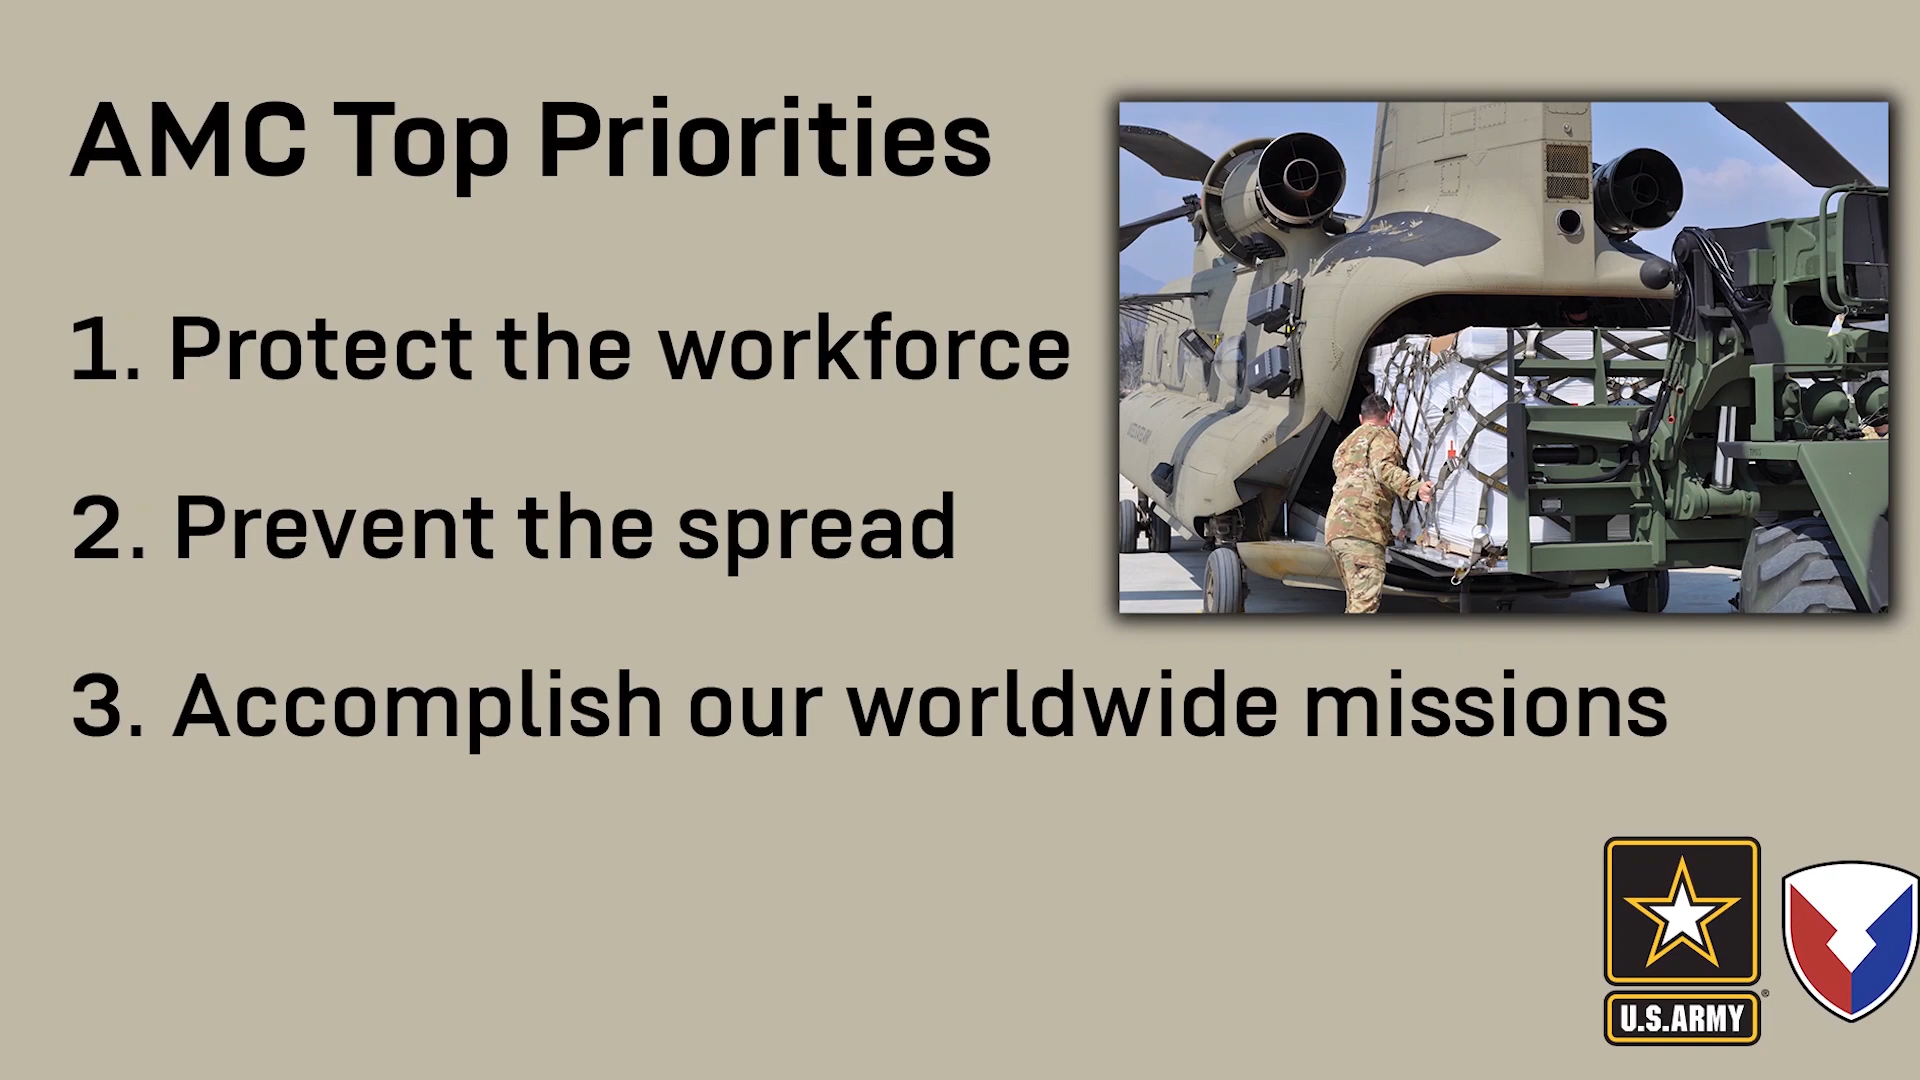 AMC Top Priorities
1. Protect the workforce
2. Prevent the spread
3. Accomplish our worldwide missions
U.S.ARMY
®